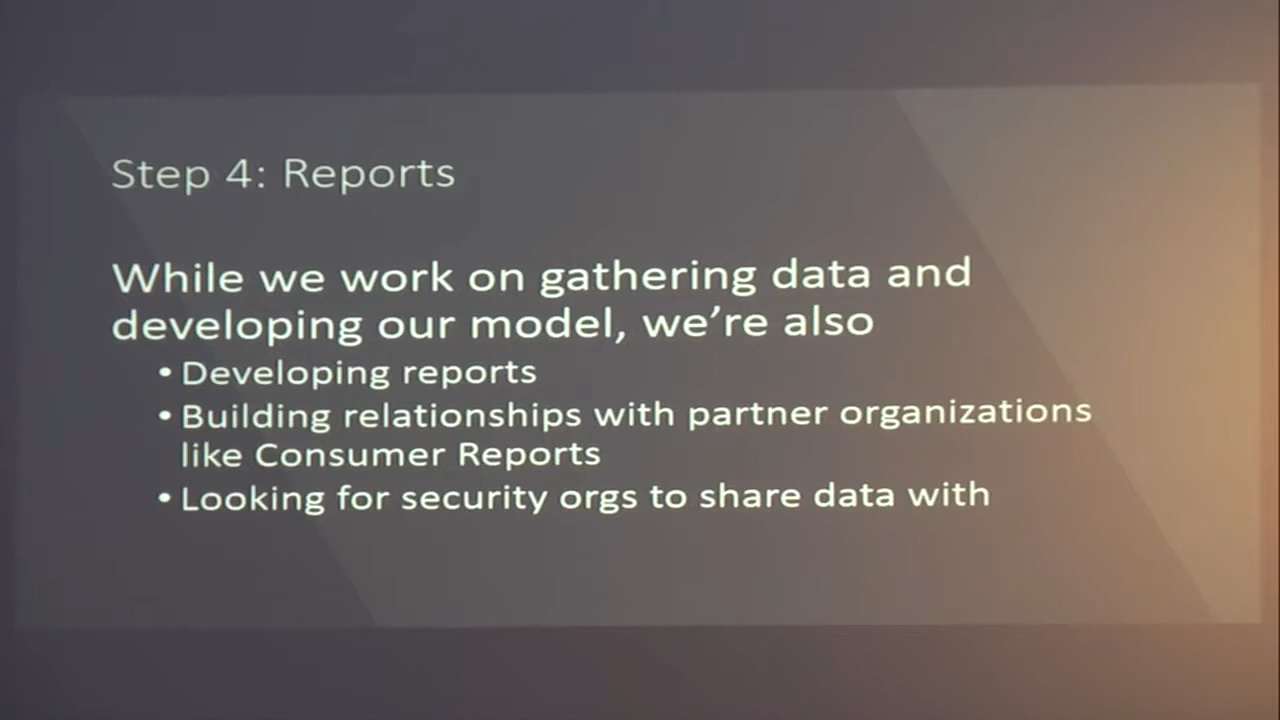 Step 4: Reports
While we work on gathering data and
developing our model, we’re also
• Developing reports
• Building relationships with partner organizations
like Consumer Reports
• Looking for security orgs to share data with